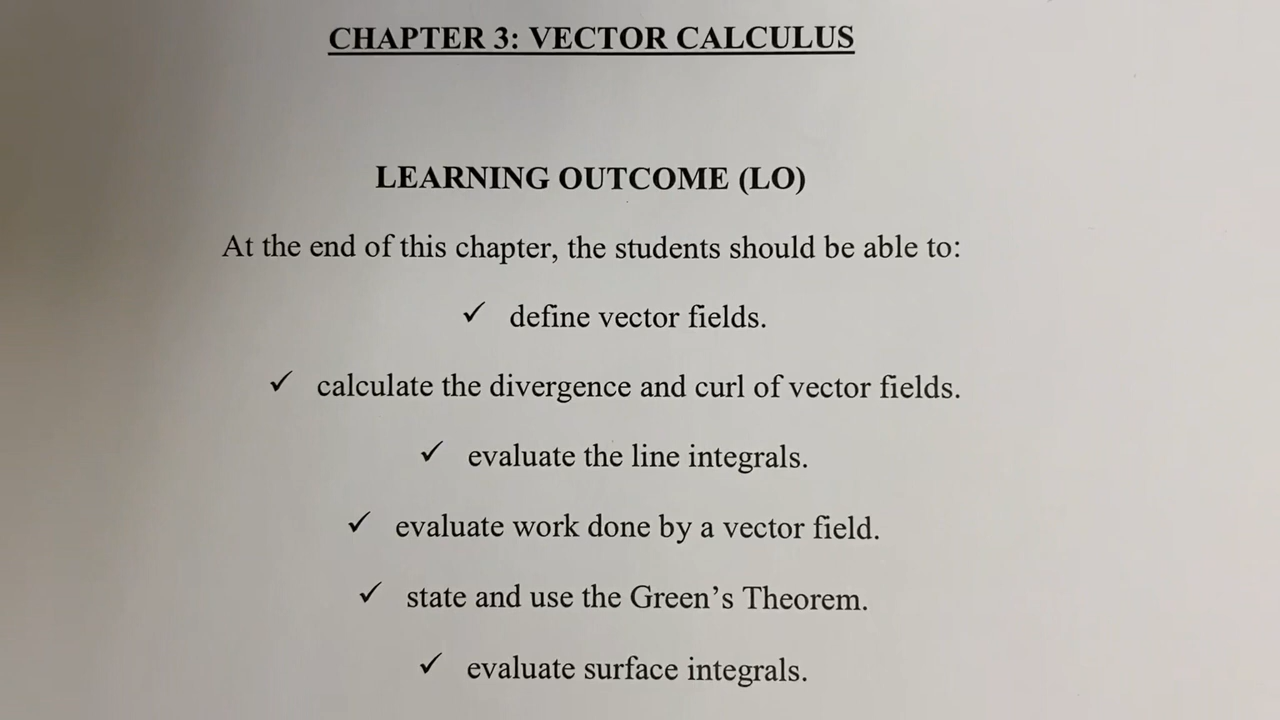 CHAPTER 3: VECTOR CALCULUS
LEARNING OUTCOME (LO)
At the end of this chapter, the students should be able to:
✓ define vector fields.
✓ calculate the divergence and curl of vector fields.
✓ evaluate the line integrals.
✓ evaluate work done by a vector field.
✓ state and use the Green’s Theorem.
✓ evaluate surface integrals.